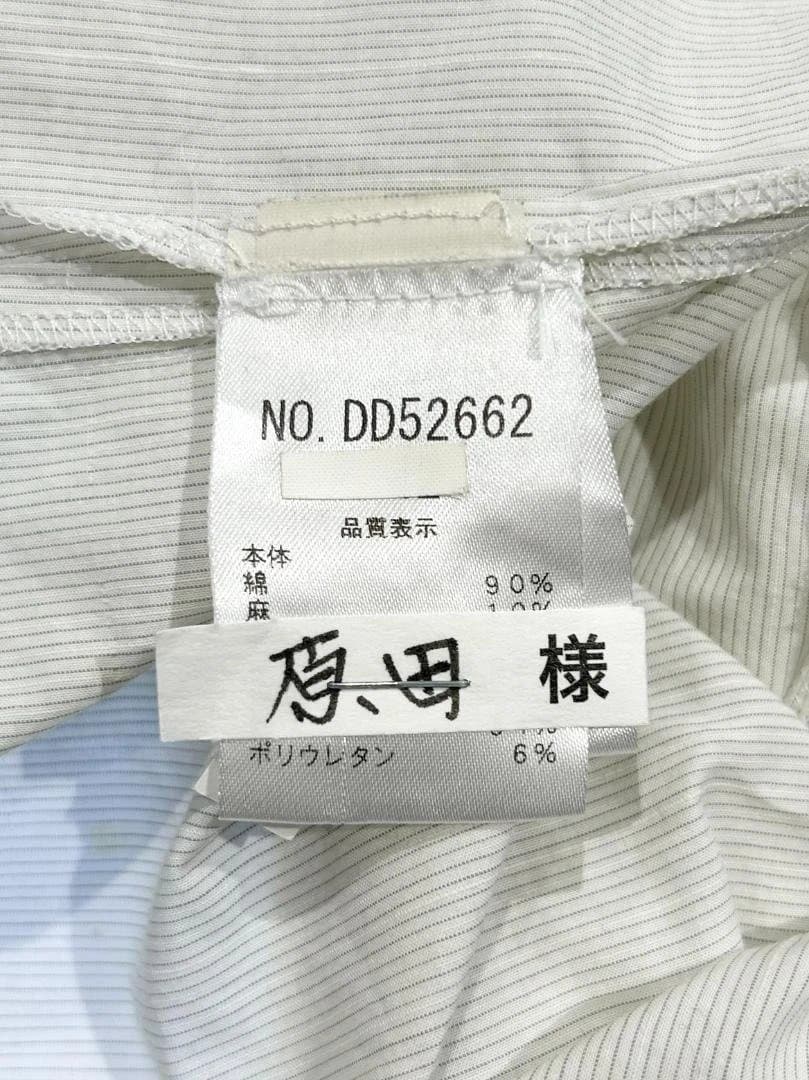 NO. DD52662
品質表示
本体
綿 90%
麻 10%
原田 様
ポリウレタン 6%